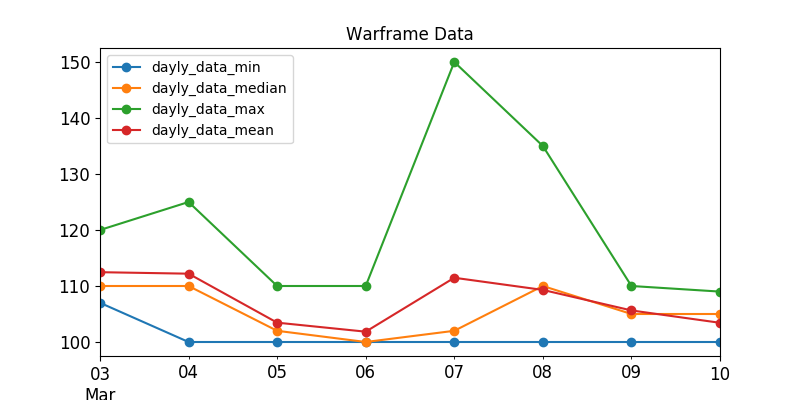 Warframe Data
dayly_data_min
dayly_data_median
dayly_data_max
dayly_data_mean
150
140
130
120
110
100
03 04 05 06 07 08 09 10
Mar